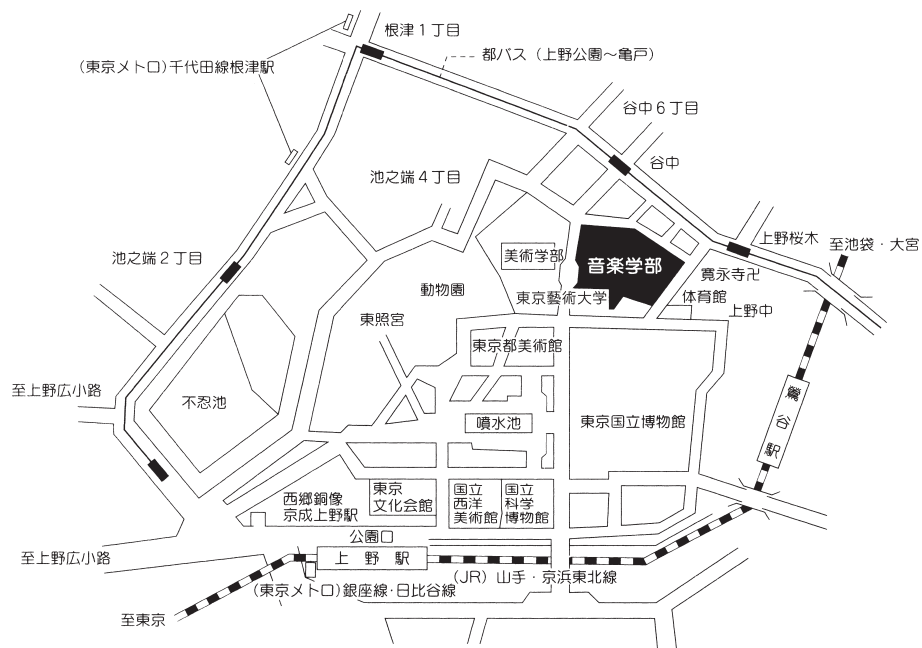 根津１丁目
都バス（上野公園〜亀戸）
(東京メトロ)千代田線根津駅
谷中６丁目
谷中
池之端４丁目
上野桜木
至池袋・大宮
池之端２丁目
美術学部
音楽学部
寛永寺卍
動物園
東京藝術大学
体育館
上野中
東照宮
東京都美術館
至上野広小路
不忍池
噴水池
東京国立博物館
鶯谷駅
西郷銅像
京成上野駅
東京
文化会館
国立
西洋
美術館
国立
科学
博物館
公園口
至上野広小路
上野駅
(JR）山手・京浜東北線
(東京メトロ)銀座線・日比谷線
至東京